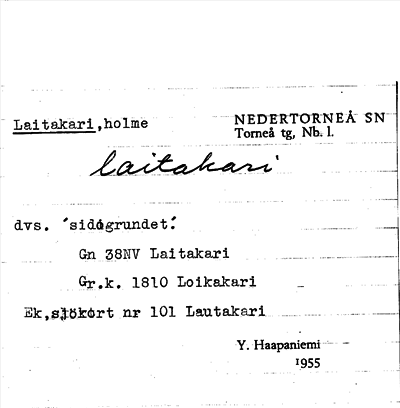 Laitakari, holme
NEDERTORNEÅ SN
Torneå tg, Nb. l.
laitakari
dvs. ´sidogrundet´.
Gn 38NV Laitakari
Gr.k. 1810 Loikakari
Ek, sjökort nr 101 Lautakari
Y. Haapaniemi
1955